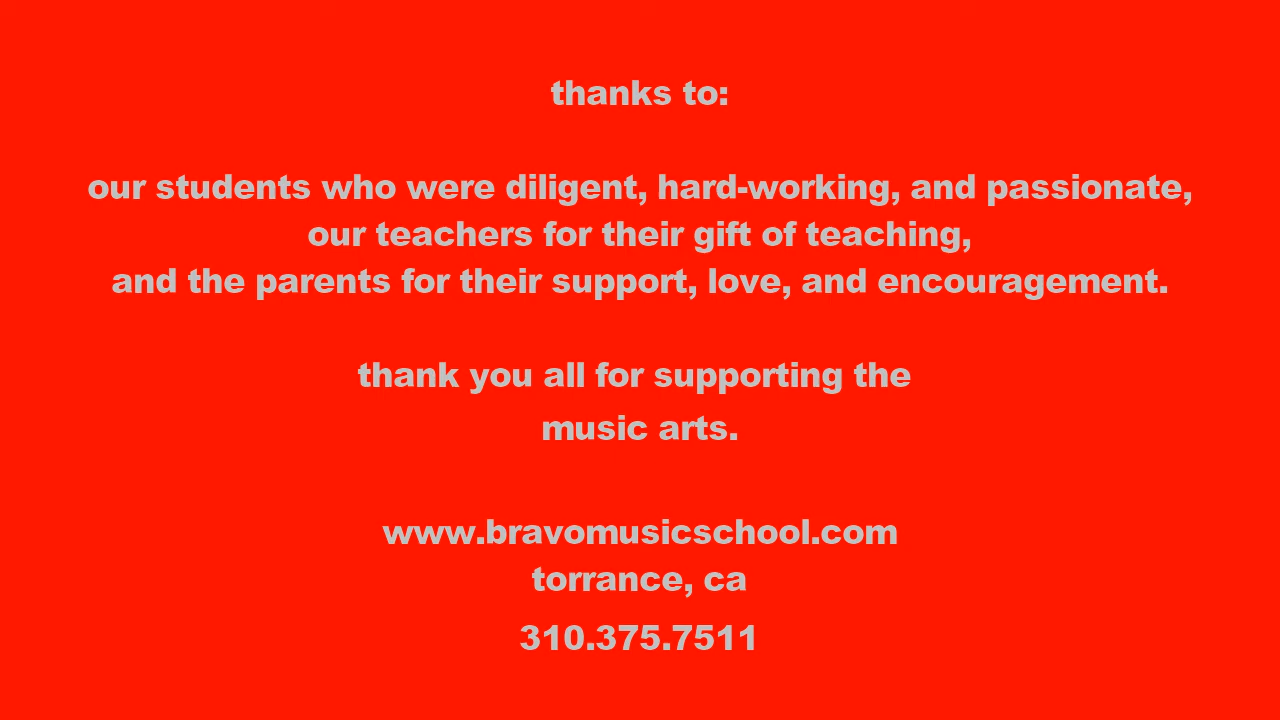 thanks to:
our students who were diligent, hard-working, and passionate,
our teachers for their gift of teaching,
and the parents for their support, love, and encouragement.
thank you all for supporting the
music arts.
www.bravomusicschool.com
torrance, ca
310.375.7511